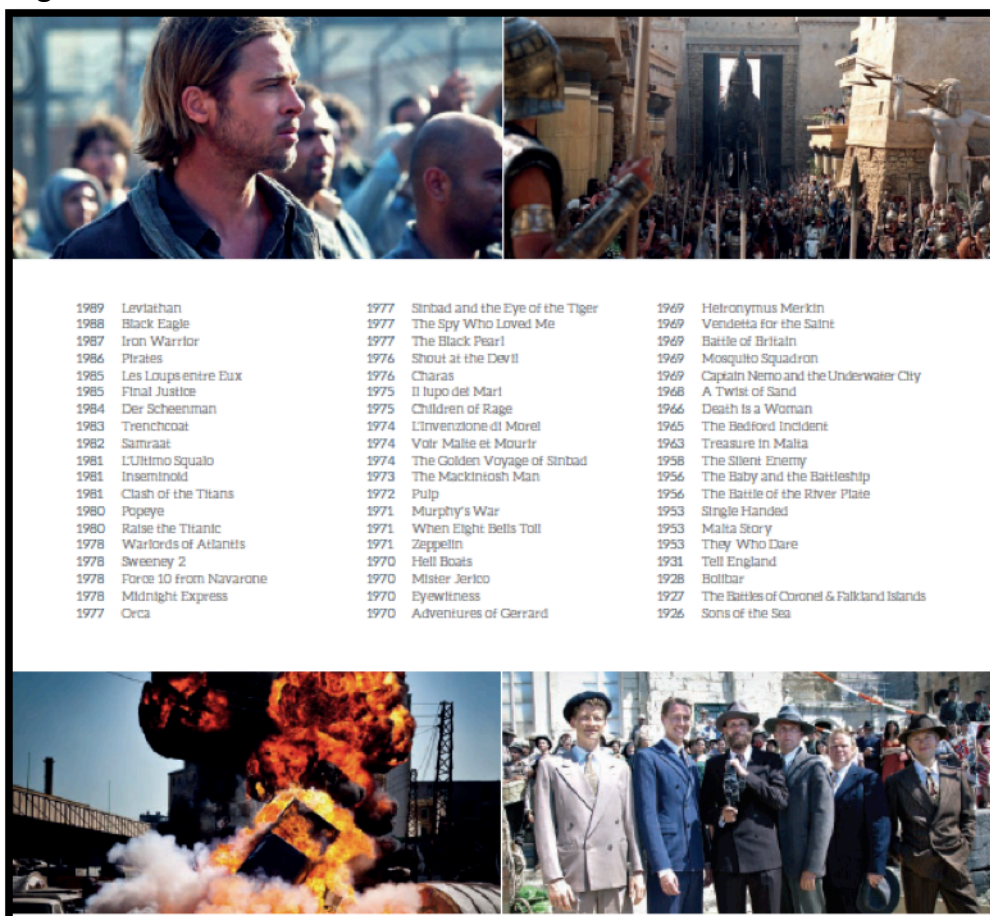 1989 Leviathan
1988 Black Eagle
1987 Iron Warrior
1986 Pirates
1985 Les Loups entre Eux
1985 Final Justice
1984 Der Scheenman
1983 Trenchcoat
1982 Samraat
1981 L'Ultimo Squalo
1981 Inseminoid
1981 Clash of the Titans
1980 Popeye
1980 Raise the Titanic
1978 Warlords of Atlantis
1978 Sweeney 2
1978 Force 10 from Navarone
1978 Midnight Express
1977 Orca
1977 Sinbad and the Eye of the Tiger
1977 The Spy Who Loved Me
1977 The Black Pearl
1976 Shout at the Devil
1976 Charas
1975 Il lupo dei Mari
1975 Children of Rage
1974 L'invenzione di Morel
1974 Voir Malte et Mourir
1974 The Golden Voyage of Sinbad
1973 The Mackintosh Man
1972 Pulp
1971 Murphy's War
1971 When Eight Bells Toll
1971 Zeppelin
1970 Hell Boats
1970 Mister Jerico
1970 Eyewitness
1970 Adventures of Gerrard
1969 Heironymus Merkin
1969 Vendetta for the Saint
1969 Battle of Britain
1969 Mosquito Squadron
1969 Captain Nemo and the Underwater City
1968 A Twist of Sand
1966 Death is a Woman
1965 The Bedford Incident
1963 Treasure in Malta
1958 The Silent Enemy
1956 The Baby and the Battleship
1956 The Battle of the River Plate
1953 Single Handed
1953 Malta Story
1953 They Who Dare
1931 Tell England
1928 Bolibar
1927 The Battles of Coronel & Falkland Islands
1926 Sons of the Sea